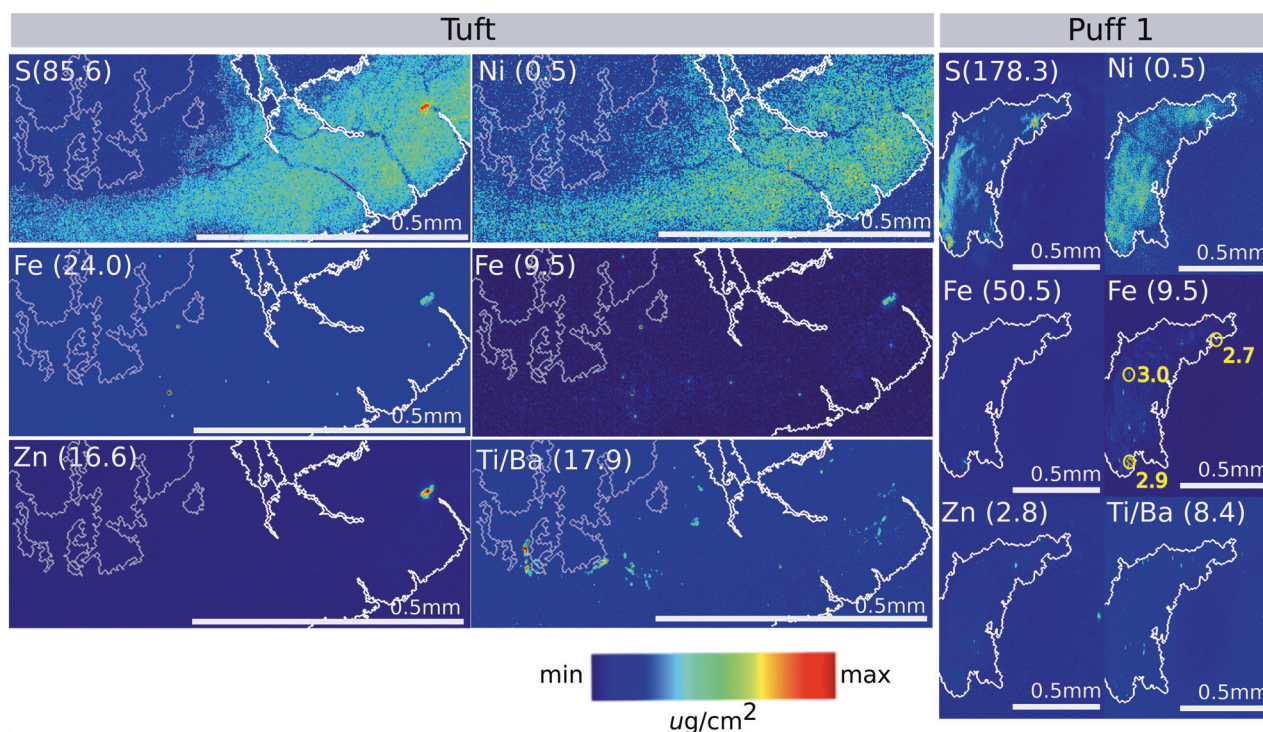 Tuft
Puff 1
S(85.6)
Ni (0.5)
S(178.3)
Ni (0.5)
0.5mm
0.5mm
0.5mm
0.5mm
Fe (24.0)
Fe (9.5)
Fe (50.5)
Fe (9.5)
2.7
3.0
2.9
0.5mm
0.5mm
0.5mm
0.5mm
Zn (16.6)
Ti/Ba (17.9)
Zn (2.8)
Ti/Ba (8.4)
0.5mm
0.5mm
0.5mm
0.5mm
min
max
ug/cm²